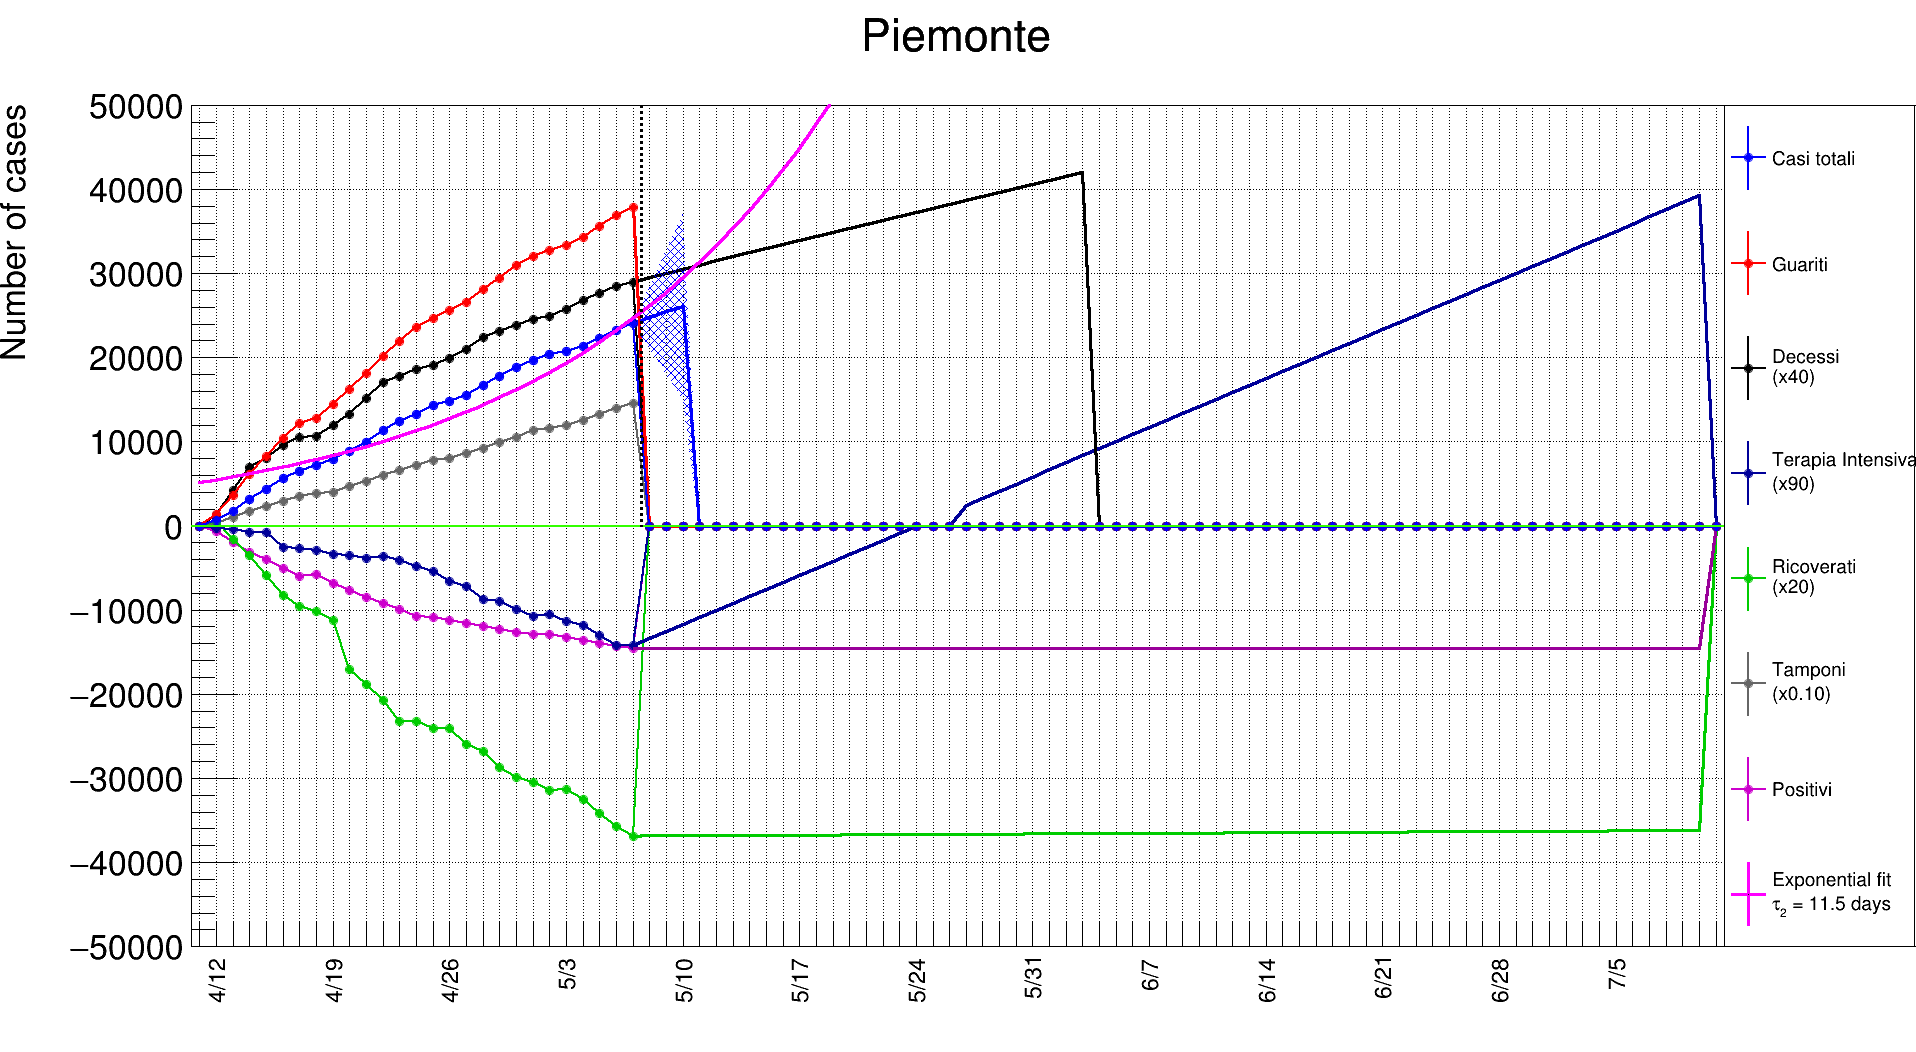 Piemonte
Number of cases
50000
40000
30000
20000
10000
0
−10000
−20000
−30000
−40000
−50000
4/12
4/19
4/26
5/3
5/10
5/17
5/24
5/31
6/7
6/14
6/21
6/28
7/5
Casi totali
Guariti
Decessi
(x40)
Terapia Intensiva
(x90)
Ricoverati
(x20)
Tamponi
(x0.10)
Positivi
Exponential fit
τ2 = 11.5 days